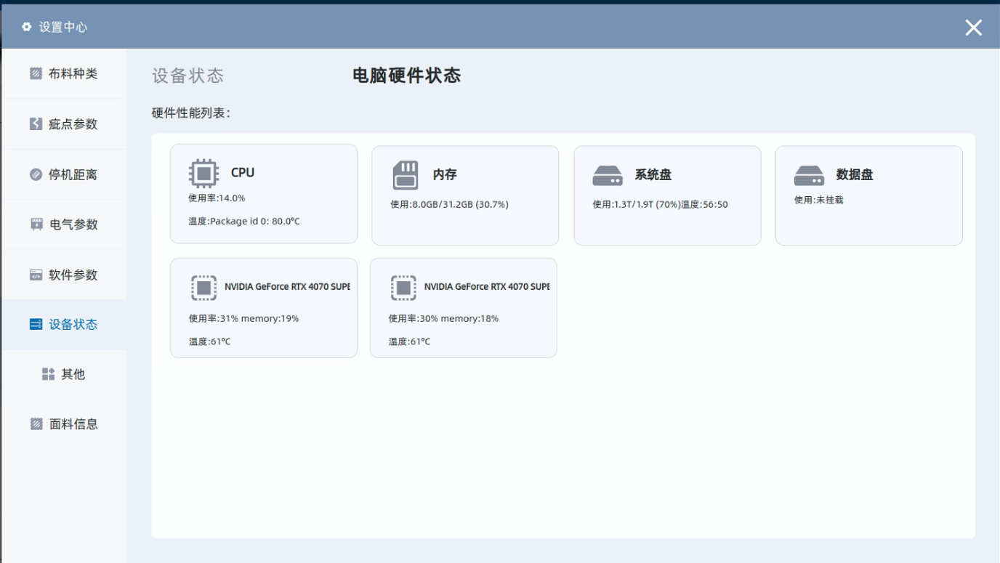 设置中心
布料种类
疵点参数
停机距离
电气参数
软件参数
设备状态
其他
面料信息
设备状态 电脑硬件状态
硬件性能列表：
CPU
使用率:14.0%
温度:Package id 0: 80.0℃
内存
使用:8.0GB/31.2GB (30.7%)
系统盘
使用:1.3T/1.9T (70%)温度:56:50
数据盘
使用:未挂载
NVIDIA GeForce RTX 4070 SUPE
使用率:31% memory:19%
温度:61℃
NVIDIA GeForce RTX 4070 SUPE
使用率:30% memory:18%
温度:61℃